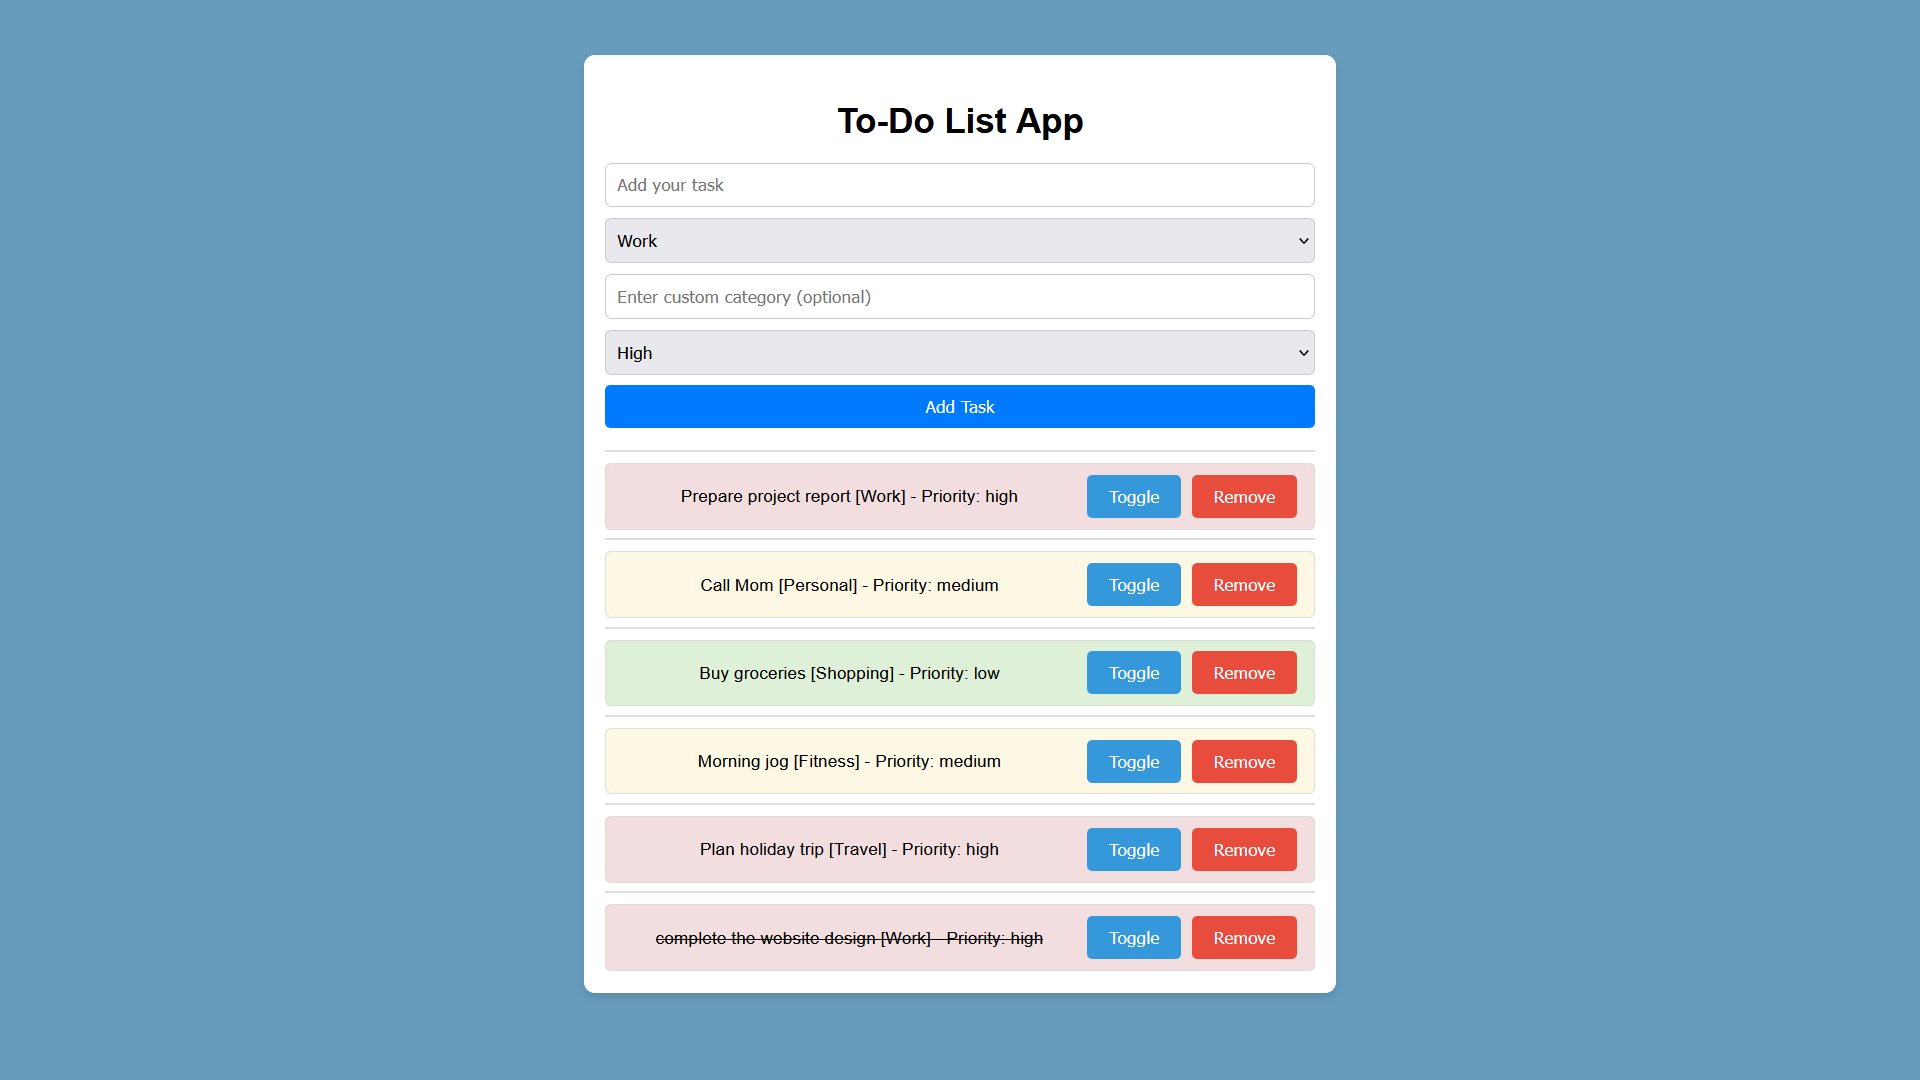 To-Do List App
Add your task
Work
Enter custom category (optional)
High
Add Task
Prepare project report [Work] - Priority: high
Toggle
Remove
Call Mom [Personal] - Priority: medium
Toggle
Remove
Buy groceries [Shopping] - Priority: low
Toggle
Remove
Morning jog [Fitness] - Priority: medium
Toggle
Remove
Plan holiday trip [Travel] - Priority: high
Toggle
Remove
complete the website design [Work] - Priority: high
Toggle
Remove